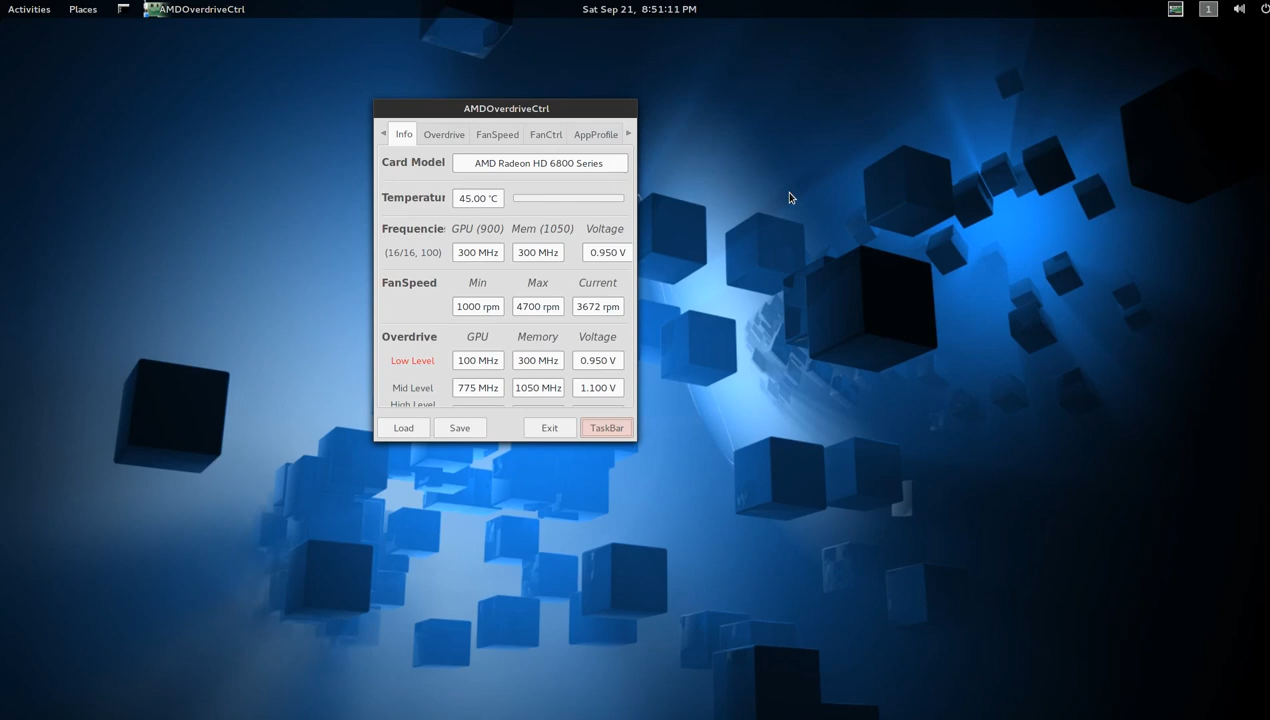 Activities Places AMDOverdriveCtrl Sat Sep 21, 8:51:11 PM 1
AMDOverdriveCtrl
Info Overdrive FanSpeed FanCtrl AppProfile
Card Model AMD Radeon HD 6800 Series
Temperatur 45.00 °C
Frequencie GPU (900) Mem (1050) Voltage
(16/16, 100) 300 MHz 300 MHz 0.950 V
FanSpeed Min Max Current
1000 rpm 4700 rpm 3672 rpm
Overdrive GPU Memory Voltage
Low Level 100 MHz 300 MHz 0.950 V
Mid Level 775 MHz 1050 MHz 1.100 V
High Level
Load Save Exit TaskBar